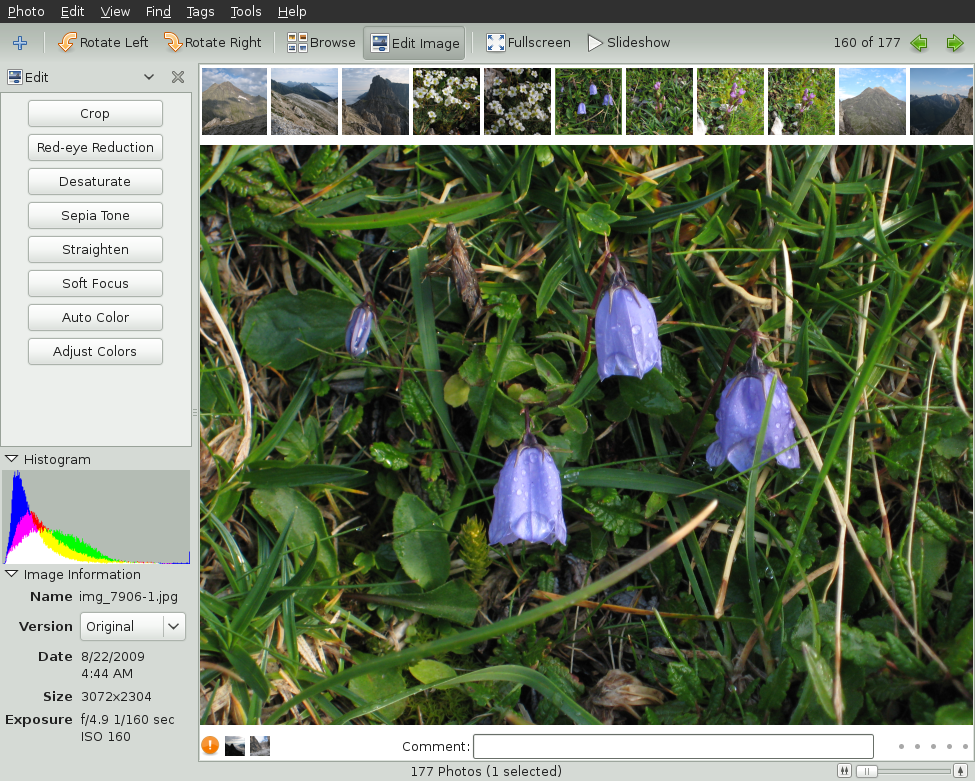 Photo Edit View Find Tags Tools Help
Rotate Left Rotate Right Browse Edit Image Fullscreen Slideshow 160 of 177
Edit
Crop
Red-eye Reduction
Desaturate
Sepia Tone
Straighten
Soft Focus
Auto Color
Adjust Colors
Histogram
Image Information
Name img_7906-1.jpg
Version Original
Date 8/22/2009
4:44 AM
Size 3072x2304
Exposure f/4.9 1/160 sec
ISO 160
Comment:
177 Photos (1 selected)